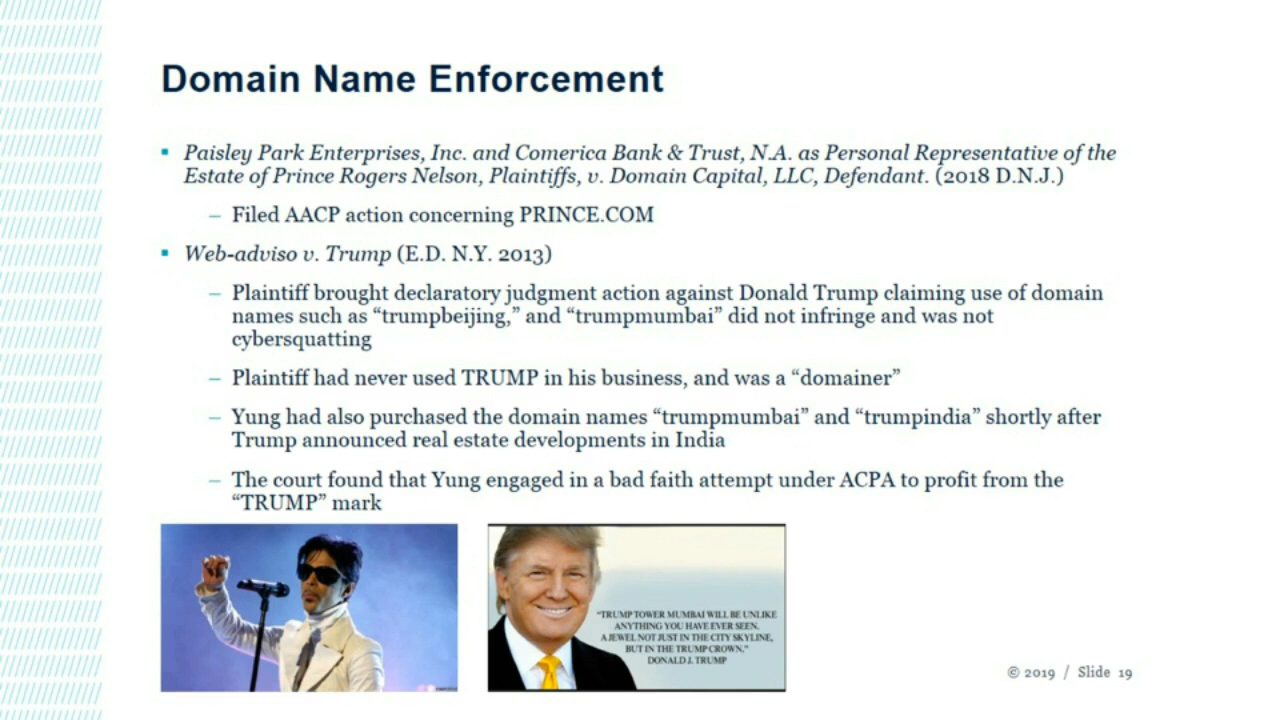 Domain Name Enforcement
Paisley Park Enterprises, Inc. and Comerica Bank & Trust, N.A. as Personal Representative of the
Estate of Prince Rogers Nelson, Plaintiffs, v. Domain Capital, LLC, Defendant. (2018 D.N.J.)
– Filed AACP action concerning PRINCE.COM
Web-adviso v. Trump (E.D. N.Y. 2013)
– Plaintiff brought declaratory judgment action against Donald Trump claiming use of domain
names such as “trumpbeijing,” and “trumpmumbai” did not infringe and was not
cybersquatting
– Plaintiff had never used TRUMP in his business, and was a “domainer”
– Yung had also purchased the domain names “trumpmumbai” and “trumpindia” shortly after
Trump announced real estate developments in India
– The court found that Yung engaged in a bad faith attempt under ACPA to profit from the
“TRUMP” mark
“TRUMP TOWER MUMBAI WILL BE UNLIKE
ANYTHING YOU HAVE EVER SEEN.
A JEWEL NOT JUST IN THE CITY SKYLINE,
BUT IN THE TRUMP CROWN.”
DONALD J. TRUMP
© 2019 / Slide 19